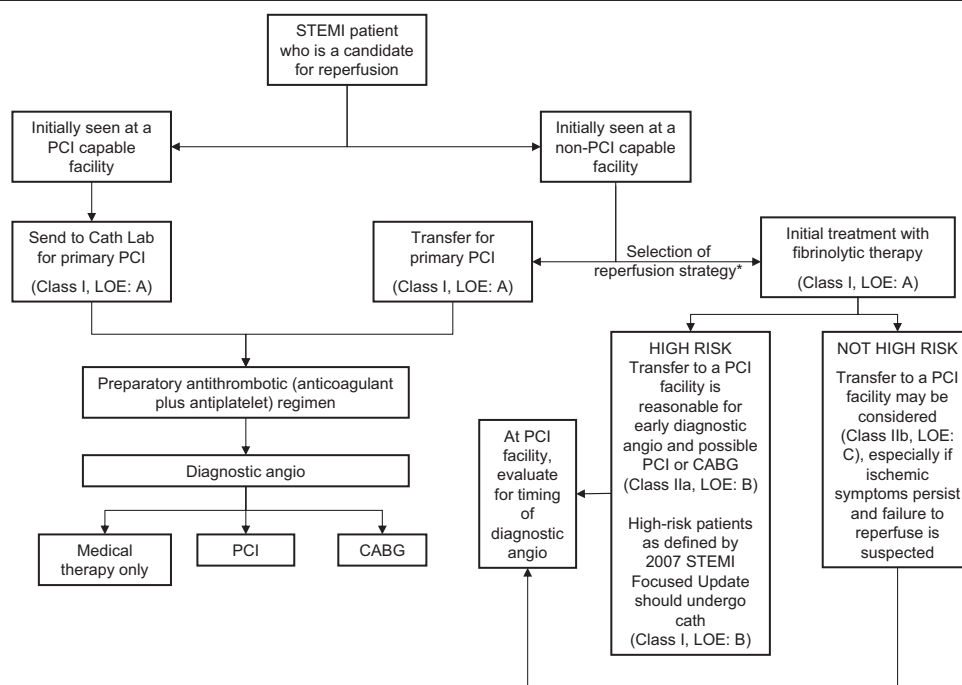 STEMI patient
who is a candidate
for reperfusion
Initially seen at a
PCI capable
facility
Initially seen at a
non-PCI capable
facility
Send to Cath Lab
for primary PCI
(Class I, LOE: A)
Transfer for
primary PCI
(Class I, LOE: A)
Selection of
reperfusion strategy*
Initial treatment with
fibrinolytic therapy
(Class I, LOE: A)
Preparatory antithrombotic (anticoagulant
plus antiplatelet) regimen
Diagnostic angio
Medical
therapy only
PCI
CABG
At PCI
facility,
evaluate
for timing
of
diagnostic
angio
HIGH RISK
Transfer to a PCI
facility is
reasonable for
early diagnostic
angio and possible
PCI or CABG
(Class IIa, LOE: B)
High-risk patients
as defined by
2007 STEMI
Focused Update
should undergo
cath
(Class I, LOE: B)
NOT HIGH RISK
Transfer to a PCI
facility may be
considered
(Class IIb, LOE:
C), especially if
ischemic
symptoms persist
and failure to
reperfuse is
suspected